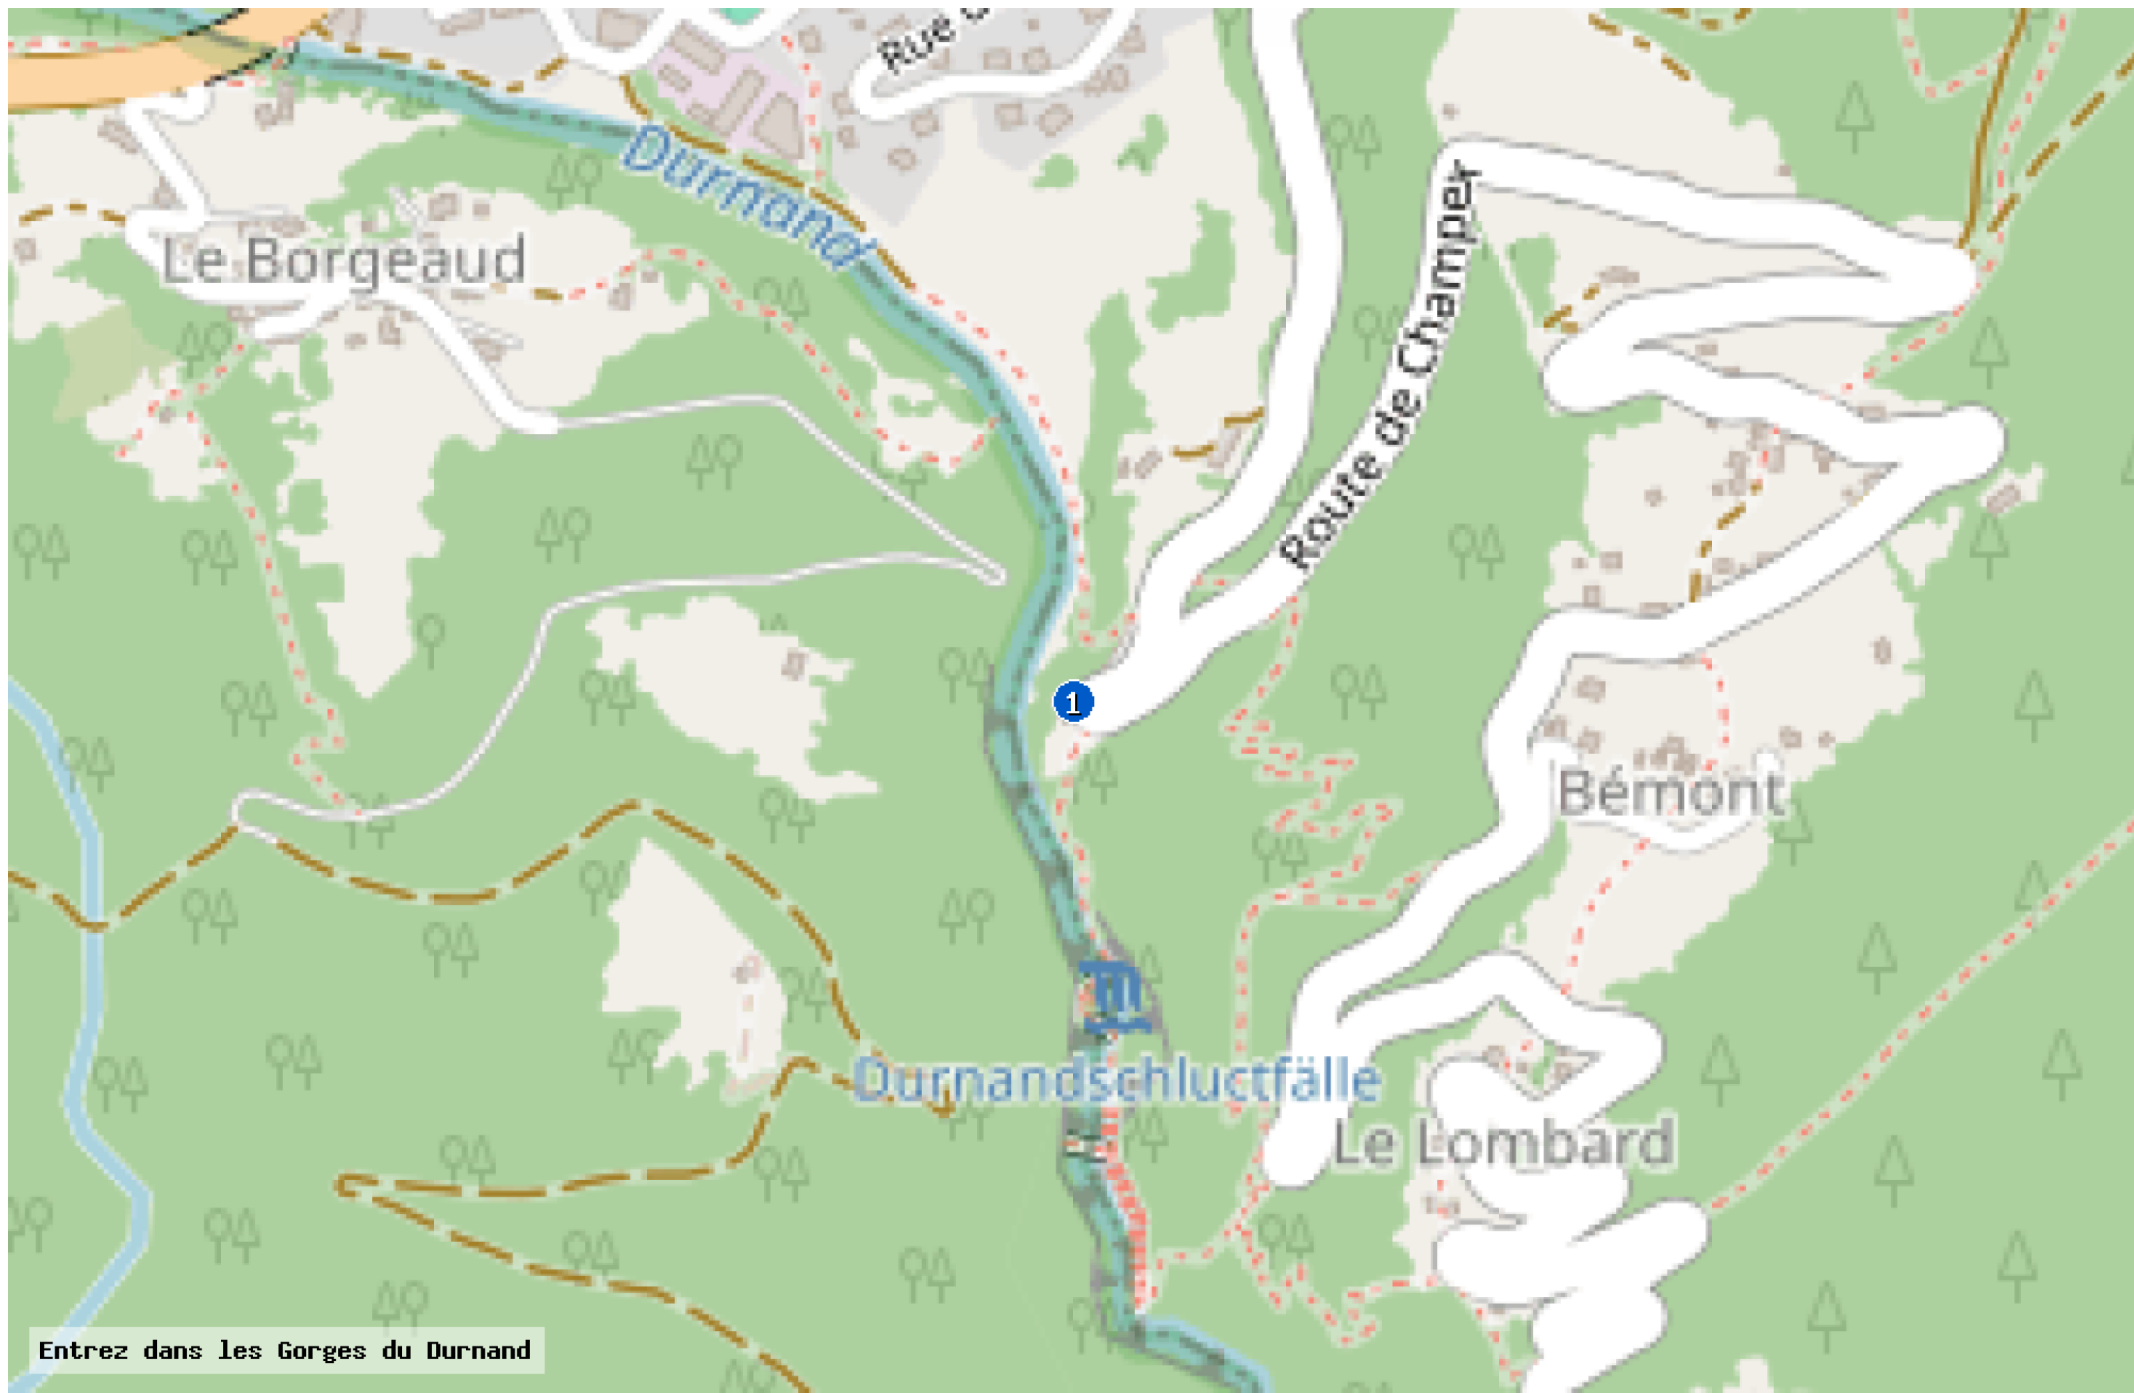 Durnand
Le Borgeaud
Route de Champex
1
Bémont
Durnandschluctfälle
Le Lombard
Entrez dans les Gorges du Durnand